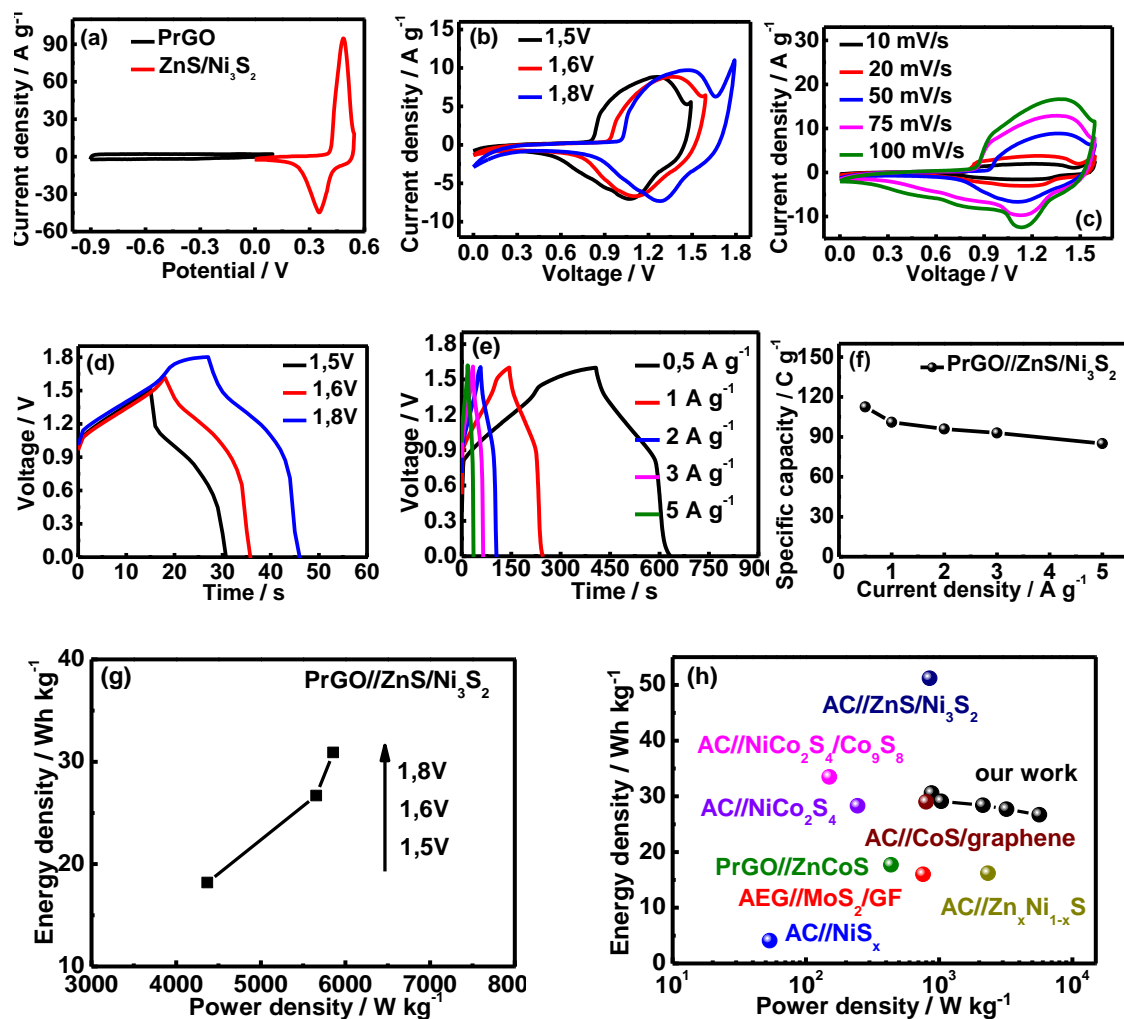 (a)
PrGO
ZnS/Ni3S2
Current density / A g-1
90
60
30
0
-30
-60
-0.9 -0.6 -0.3 0.0 0.3 0.6
Potential / V
(b)
1,5V
1,6V
1,8V
Current density / A g-1
10
5
0
-5
-10
0.0 0.3 0.6 0.9 1.2 1.5 1.8
Voltage / V
(c)
10 mV/s
20 mV/s
50 mV/s
75 mV/s
100 mV/s
Current density / A g-1
30
20
10
0
-10
0.0 0.3 0.6 0.9 1.2 1.5
Voltage / V
(d)
1,5V
1,6V
1,8V
Voltage / V
1.8
1.5
1.2
0.9
0.6
0.3
0.0
0 10 20 30 40 50 60
Time / s
(e)
0,5 A g-1
1 A g-1
2 A g-1
3 A g-1
5 A g-1
Voltage / V
1.8
1.5
1.2
0.9
0.6
0.3
0.0
0 150 300 450 600 750 900
Time / s
(f)
PrGO//ZnS/Ni3S2
Specific capacity / C g-1
150
120
90
60
30
0
0 1 2 3 4 5
Current density / A g-1
(g)
PrGO//ZnS/Ni3S2
1,8V
1,6V
1,5V
Energy density / Wh kg-1
40
30
20
10
3000 4000 5000 6000 7000 8000
Power density / W kg-1
(h)
AC//ZnS/Ni3S2
AC//NiCo2S4/Co9S8
our work
AC//NiCo2S4
AC//CoS/graphene
PrGO//ZnCoS
AEG//MoS2/GF
AC//ZnxNi1-xS
AC//NiSx
Energy density / Wh kg-1
50
40
30
20
10
0
101 102 103 104
Power density / W kg-1